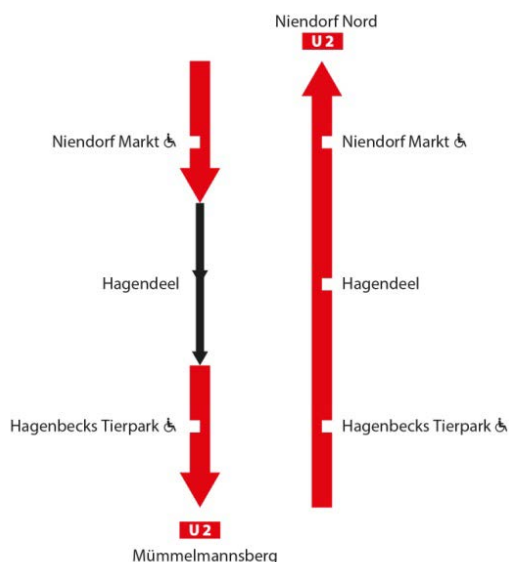 Niendorf Nord
U2
Niendorf Markt
Niendorf Markt
Hagendeel
Hagendeel
Hagenbecks Tierpark
Hagenbecks Tierpark
U2
Mümmelmannsberg